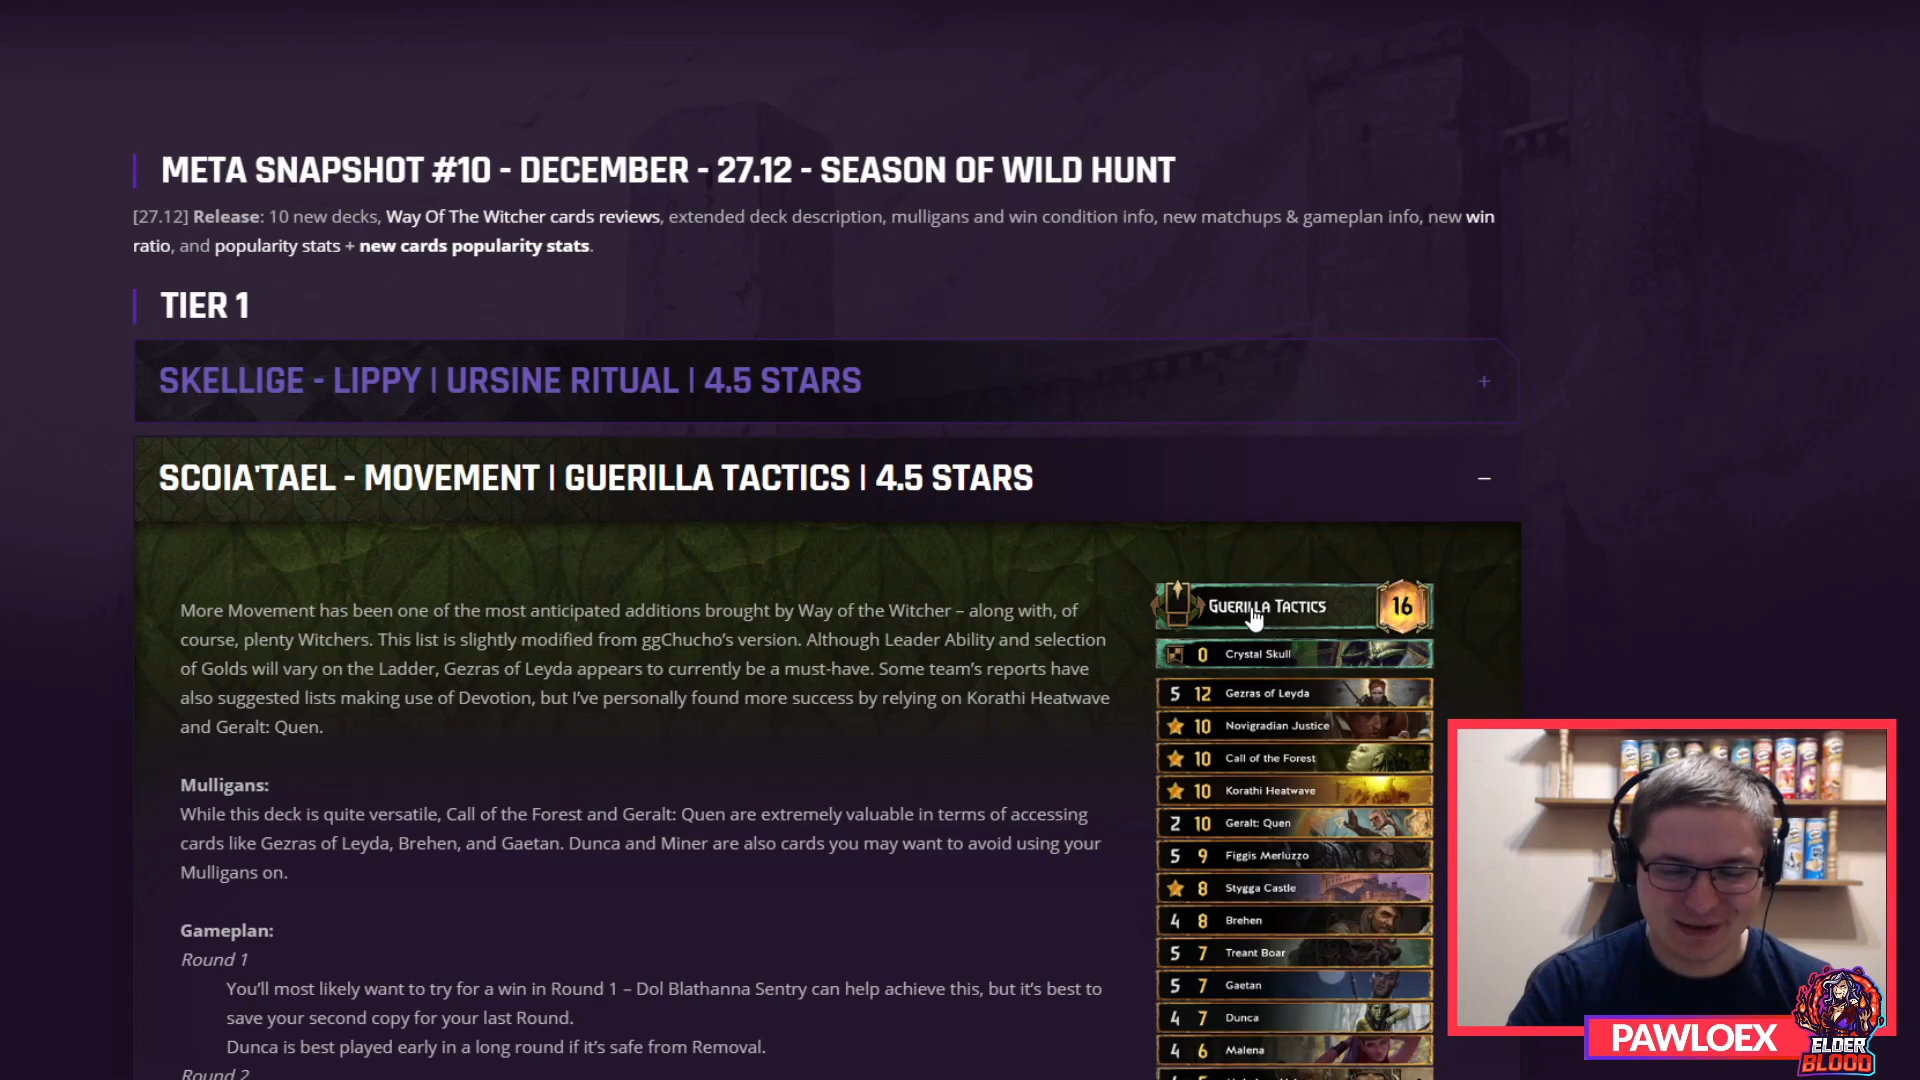 META SNAPSHOT #10 - DECEMBER - 27.12 - SEASON OF WILD HUNT
[27.12] Release: 10 new decks, Way Of The Witcher cards reviews, extended deck description, mulligans and win condition info, new matchups & gameplan info, new win
ratio, and popularity stats + new cards popularity stats.
TIER 1
SKELLIGE - LIPPY | URSINE RITUAL | 4.5 STARS
+
SCOIA'TAEL - MOVEMENT | GUERILLA TACTICS | 4.5 STARS
–
More Movement has been one of the most anticipated additions brought by Way of the Witcher – along with, of
course, plenty Witchers. This list is slightly modified from ggChucho's version. Although Leader Ability and selection
of Golds will vary on the Ladder, Gezras of Leyda appears to currently be a must-have. Some team's reports have
also suggested lists making use of Devotion, but I've personally found more success by relying on Korathi Heatwave
and Geralt: Quen.
Mulligans:
While this deck is quite versatile, Call of the Forest and Geralt: Quen are extremely valuable in terms of accessing
cards like Gezras of Leyda, Brehen, and Gaetan. Dunca and Miner are also cards you may want to avoid using your
Mulligans on.
Gameplan:
Round 1
You'll most likely want to try for a win in Round 1 – Dol Blathanna Sentry can help achieve this, but it's best to
save your second copy for your last Round.
Dunca is best played early in a long round if it's safe from Removal.
Round 2
GUERILLA TACTICS 16
0 Crystal Skull
5 12 Gezras of Leyda
10 Novigradian Justice
10 Call of the Forest
10 Korathi Heatwave
2 10 Geralt: Quen
5 9 Figgis Merluzzo
8 Stygga Castle
4 8 Brehen
5 7 Treant Boar
5 7 Gaetan
4 7 Dunca
4 6 Malena
PAWLOEX
ELDER
BLOOD